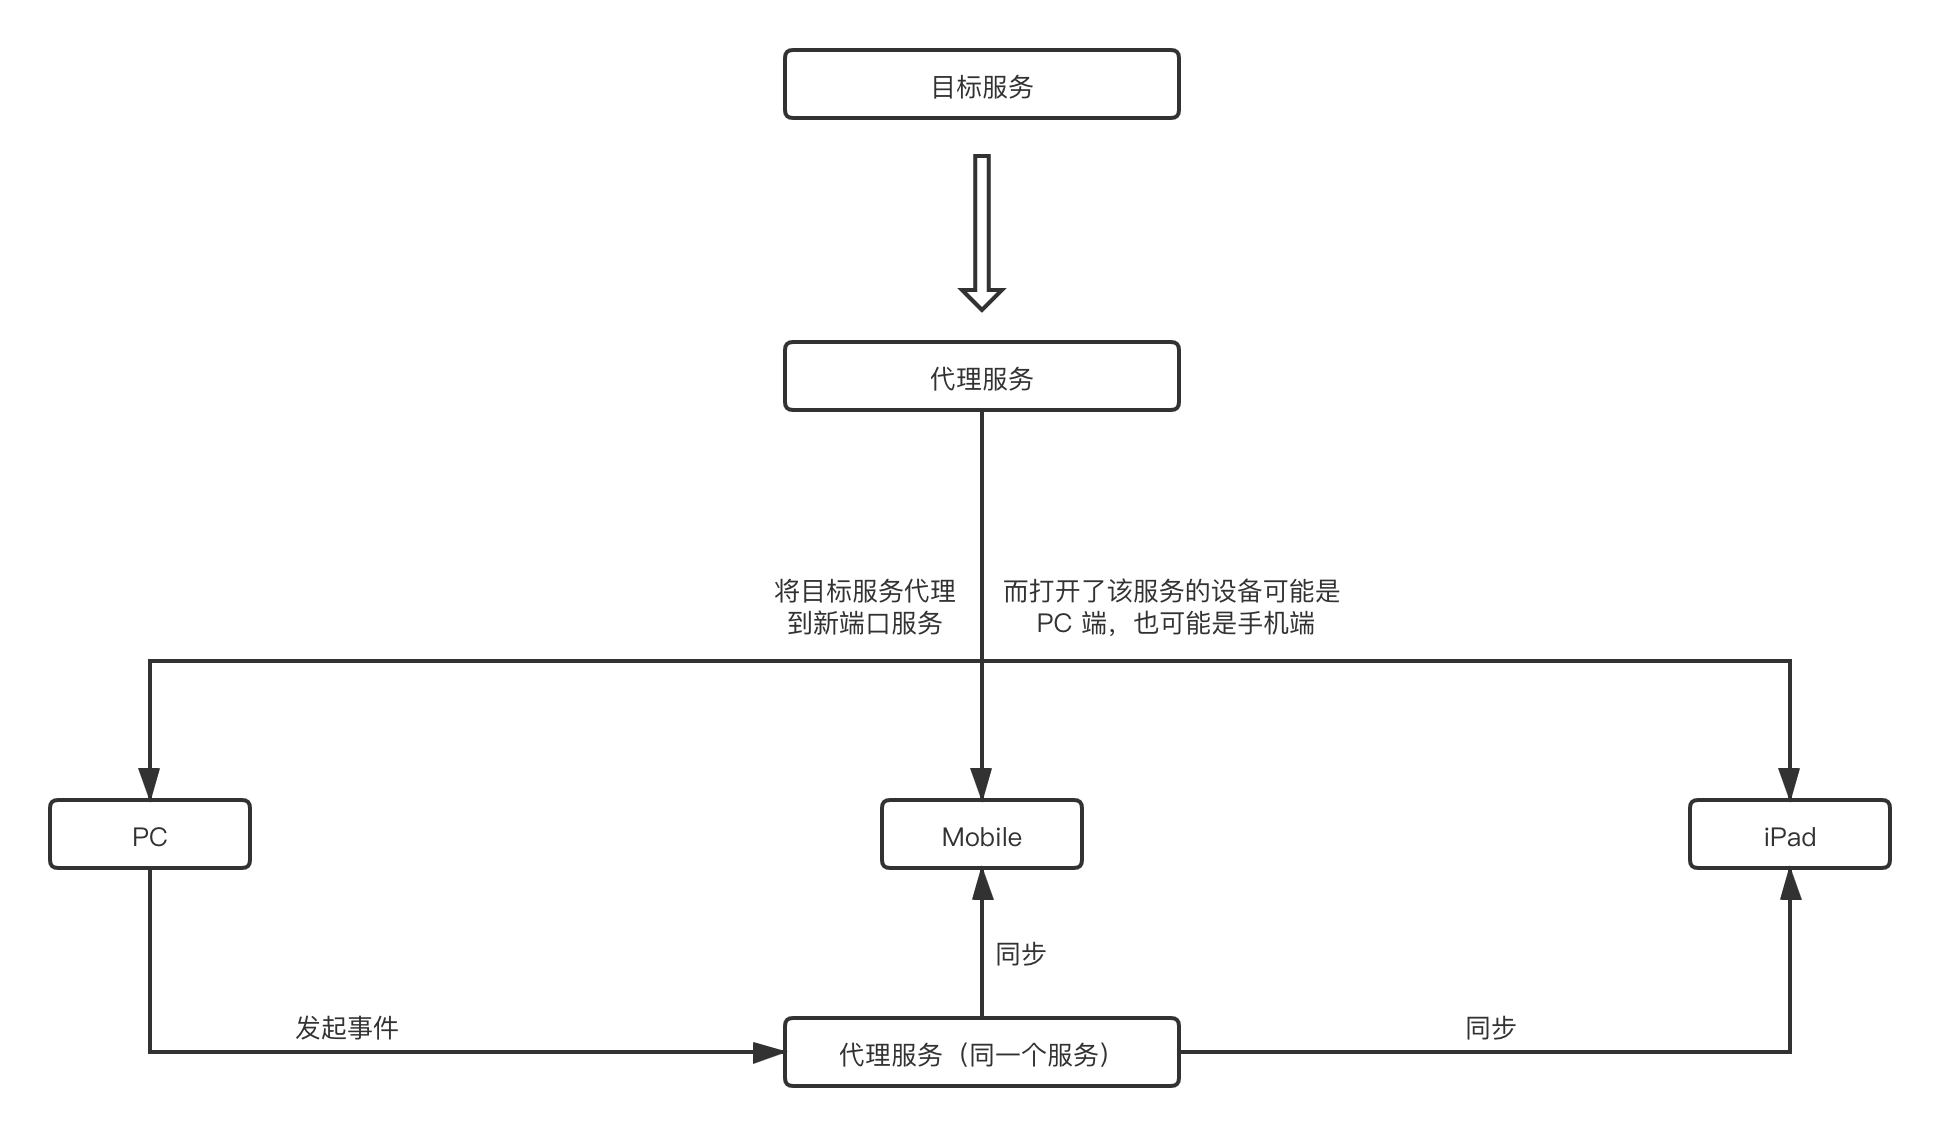 目标服务
代理服务
将目标服务代理
到新端口服务
而打开了该服务的设备可能是
PC 端，也可能是手机端
PC
Mobile
iPad
同步
发起事件
同步
代理服务（同一个服务）